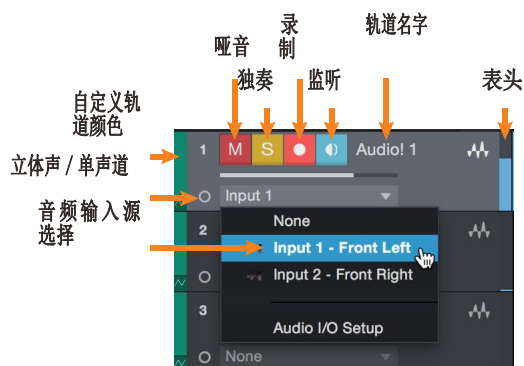 哑音
录
制
轨道名字
独奏
监听
表头
自定义轨
道颜色
立体声 / 单声道
音频输入源
选择
1 M S Audio! 1
Input 1
None
2
Input 1 - Front Left
Input 2 - Front Right
3
Audio I/O Setup
None